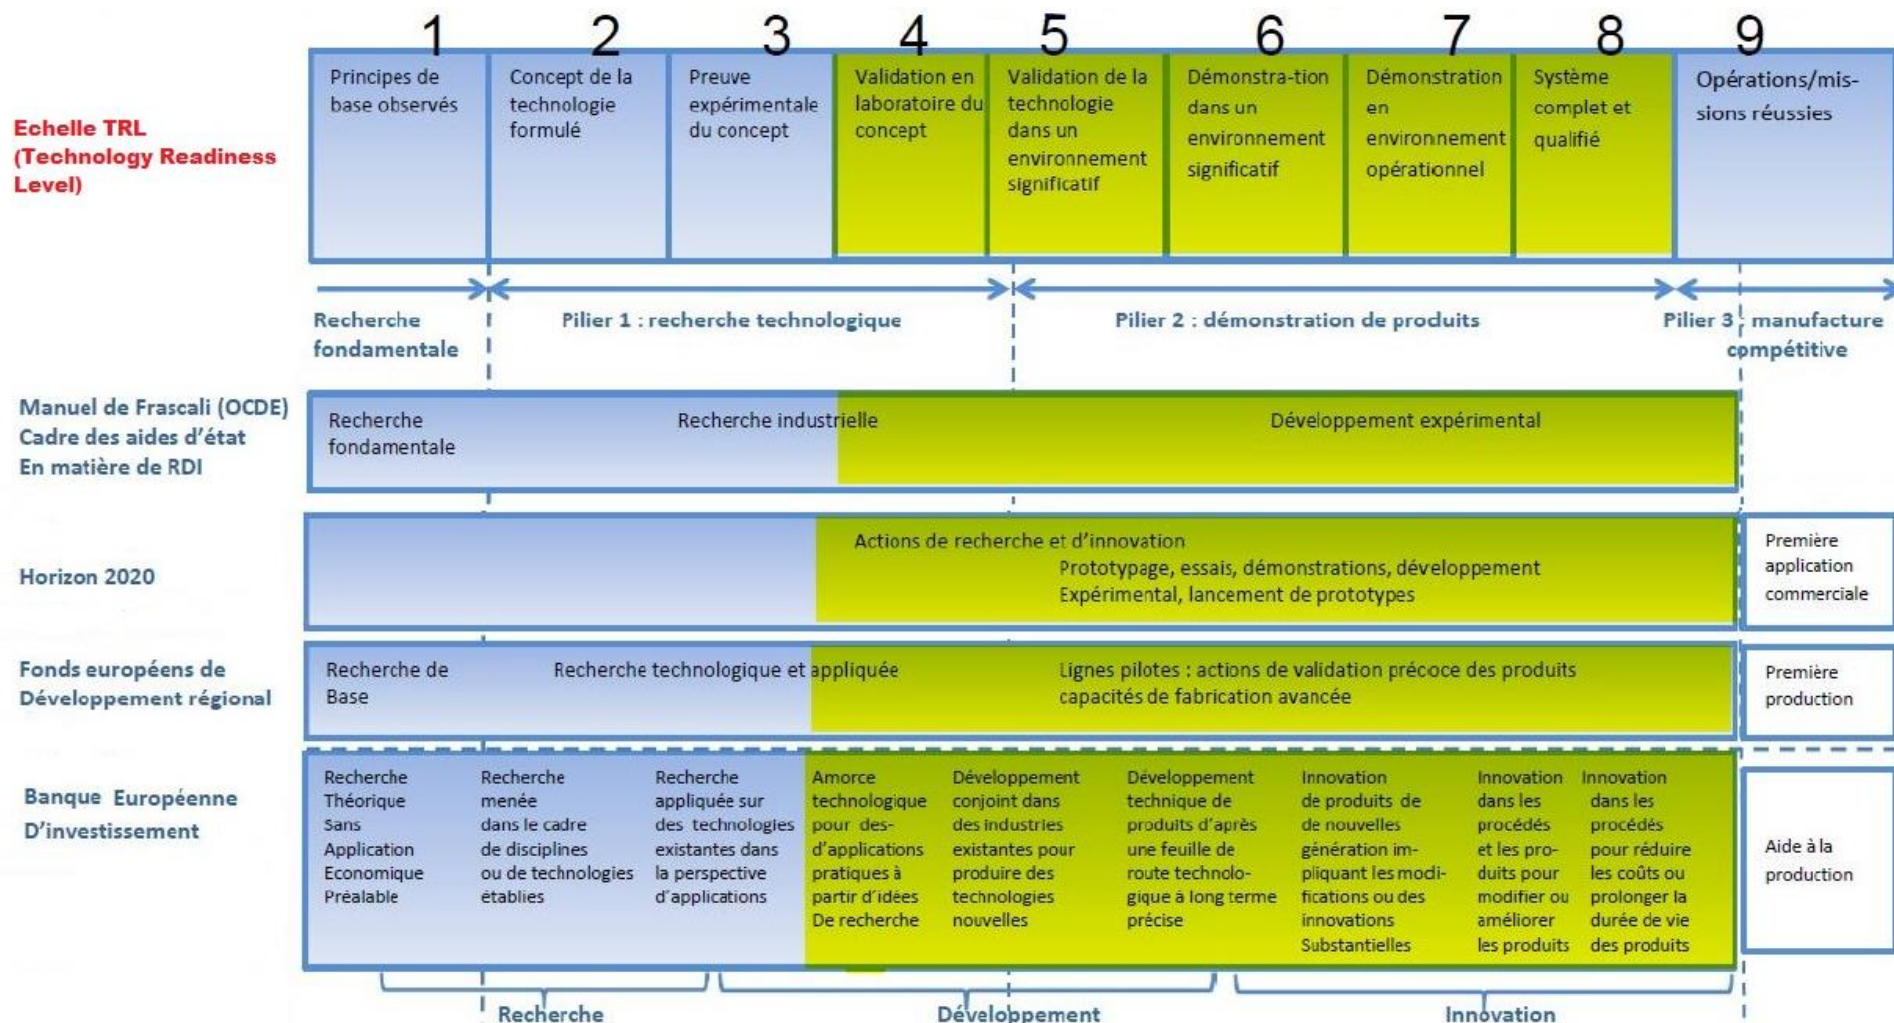 1
2
3
4
5
6
7
8
9
Echelle TRL
(Technology Readiness
Level)
Principes de
base observés
Concept de la
technologie
formulé
Preuve
expérimentale
du concept
Validation en
laboratoire du
concept
Validation de la
technologie
dans un
environnement
significatif
Démonstra-tion
dans un
environnement
significatif
Démonstration
en
environnement
opérationnel
Système
complet et
qualifié
Opérations/mis-
sions réussies
Recherche
fondamentale
Pilier 1 : recherche technologique
Pilier 2 : démonstration de produits
Pilier 3 : manufacture
compétitive
Manuel de Frascali (OCDE)
Cadre des aides d'état
En matière de RDI
Recherche
fondamentale
Recherche industrielle
Développement expérimental
Horizon 2020
Actions de recherche et d'innovation
Prototypage, essais, démonstrations, développement
Expérimental, lancement de prototypes
Première
application
commerciale
Fonds européens de
Développement régional
Recherche de
Base
Recherche technologique et appliquée
Lignes pilotes : actions de validation précoce des produits
capacités de fabrication avancée
Première
production
Banque Européenne
D'investissement
Recherche
Théorique
Sans
Application
Economique
Préalable
Recherche
menée
dans le cadre
de disciplines
ou de technologies
établies
Recherche
appliquée sur
des technologies
existantes dans
la perspective
d'applications
Amorce
technologique
pour des-
d'applications
pratiques à
partir d'idées
De recherche
Développement
conjoint dans
des industries
existantes pour
produire des
technologies
nouvelles
Développement
technique de
produits d'après
une feuille de
route technolo-
gique à long terme
précise
Innovation
de produits de
de nouvelles
génération im-
pliquant les modi-
fications ou des
innovations
Substantielles
Innovation
dans les
procédés
et les pro-
duits pour
modifier ou
améliorer
les produits
Innovation
dans les
procédés
pour réduire
les coûts ou
prolonger la
durée de vie
des produits
Aide à la
production
Recherche
Développement
Innovation